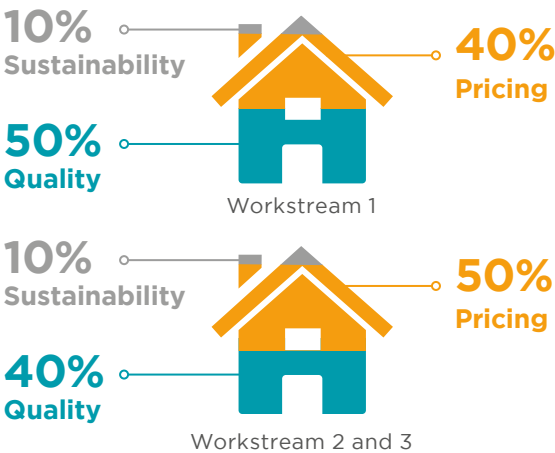 10%
Sustainability
40%
Pricing
50%
Quality
Workstream 1
10%
Sustainability
50%
Pricing
40%
Quality
Workstream 2 and 3